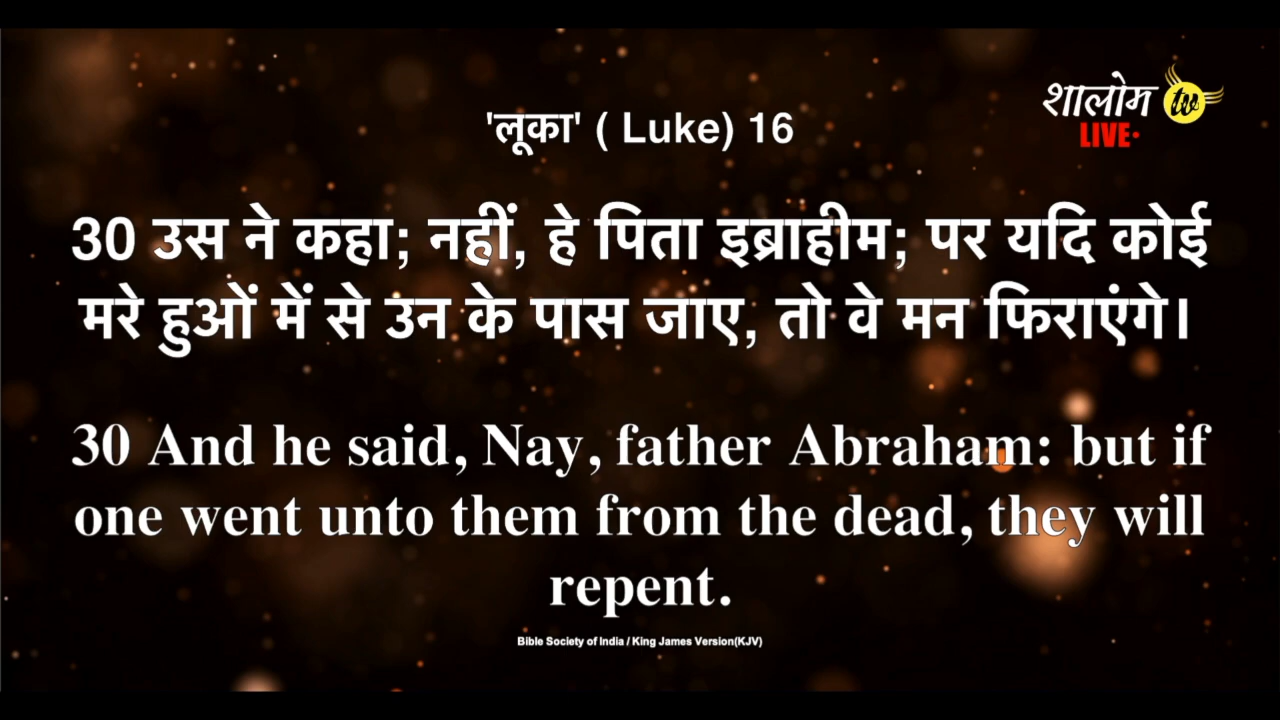 शालोम tv
LIVE
'लूका' ( Luke) 16
30 उस ने कहा; नहीं, हे पिता इब्राहीम; पर यदि कोई
मरे हुओं में से उन के पास जाए, तो वे मन फिराएंगे।
30 And he said, Nay, father Abraham: but if
one went unto them from the dead, they will
repent.
Bible Society of India / King James Version(KJV)